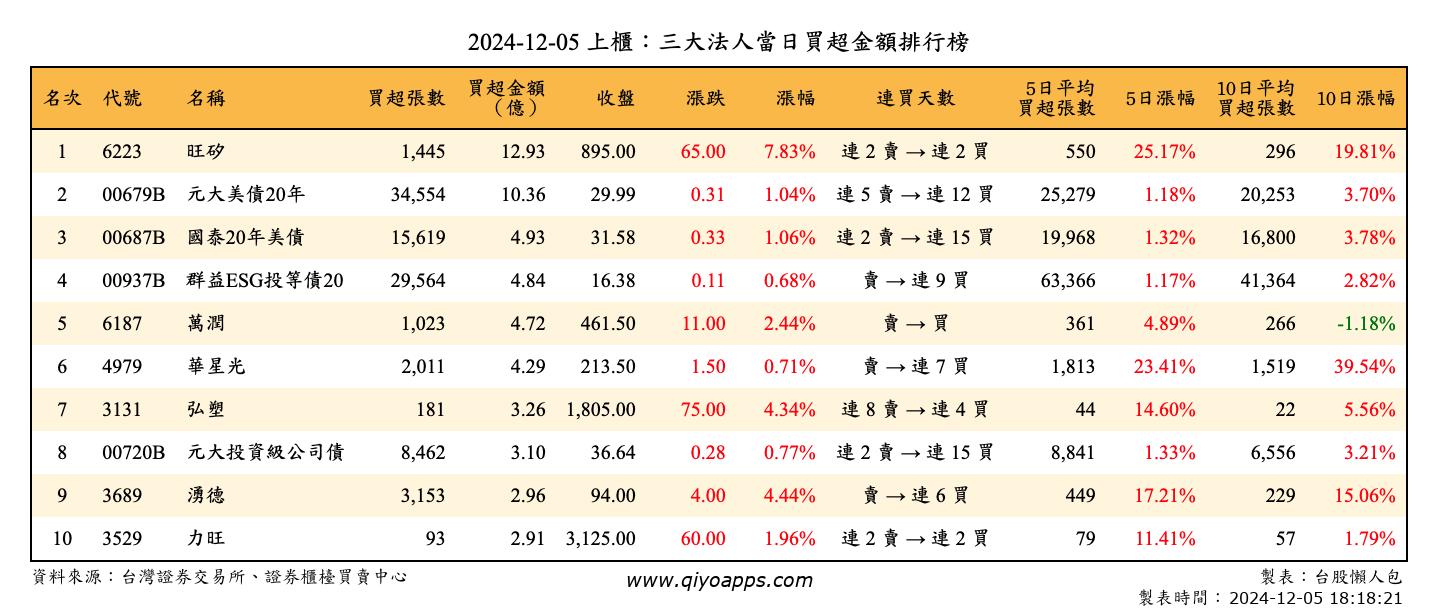 2024-12-05 上櫃：三大法人當日買超金額排行榜
名次 代號 名稱 買超張數 買超金額（億） 收盤 漲跌 漲幅 連買天數 5日平均買超張數 5日漲幅 10日平均買超張數 10日漲幅
1 6223 旺矽 1,445 12.93 895.00 65.00 7.83% 連 2 賣 → 連 2 買 550 25.17% 296 19.81%
2 00679B 元大美債20年 34,554 10.36 29.99 0.31 1.04% 連 5 賣 → 連 12 買 25,279 1.18% 20,253 3.70%
3 00687B 國泰20年美債 15,619 4.93 31.58 0.33 1.06% 連 2 賣 → 連 15 買 19,968 1.32% 16,800 3.78%
4 00937B 群益ESG投等債20 29,564 4.84 16.38 0.11 0.68% 賣 → 連 9 買 63,366 1.17% 41,364 2.82%
5 6187 萬潤 1,023 4.72 461.50 11.00 2.44% 賣 → 買 361 4.89% 266 -1.18%
6 4979 華星光 2,011 4.29 213.50 1.50 0.71% 賣 → 連 7 買 1,813 23.41% 1,519 39.54%
7 3131 弘塑 181 3.26 1,805.00 75.00 4.34% 連 8 賣 → 連 4 買 44 14.60% 22 5.56%
8 00720B 元大投資級公司債 8,462 3.10 36.64 0.28 0.77% 連 2 賣 → 連 15 買 8,841 1.33% 6,556 3.21%
9 3689 湧德 3,153 2.96 94.00 4.00 4.44% 賣 → 連 6 買 449 17.21% 229 15.06%
10 3529 力旺 93 2.91 3,125.00 60.00 1.96% 連 2 賣 → 連 2 買 79 11.41% 57 1.79%
資料來源：台灣證券交易所、證券櫃檯買賣中心 www.qiyoapps.com 製表：台股懶人包
製表時間：2024-12-05 18:18:21